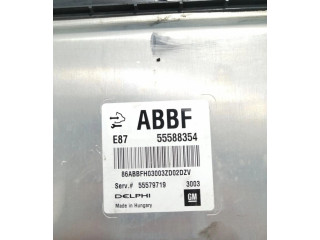 ABBF
E87 55588354
86ABBFH03003ZD02DZV
Serv.# 55579719 3003
DELPHI GM
Made in Hungary